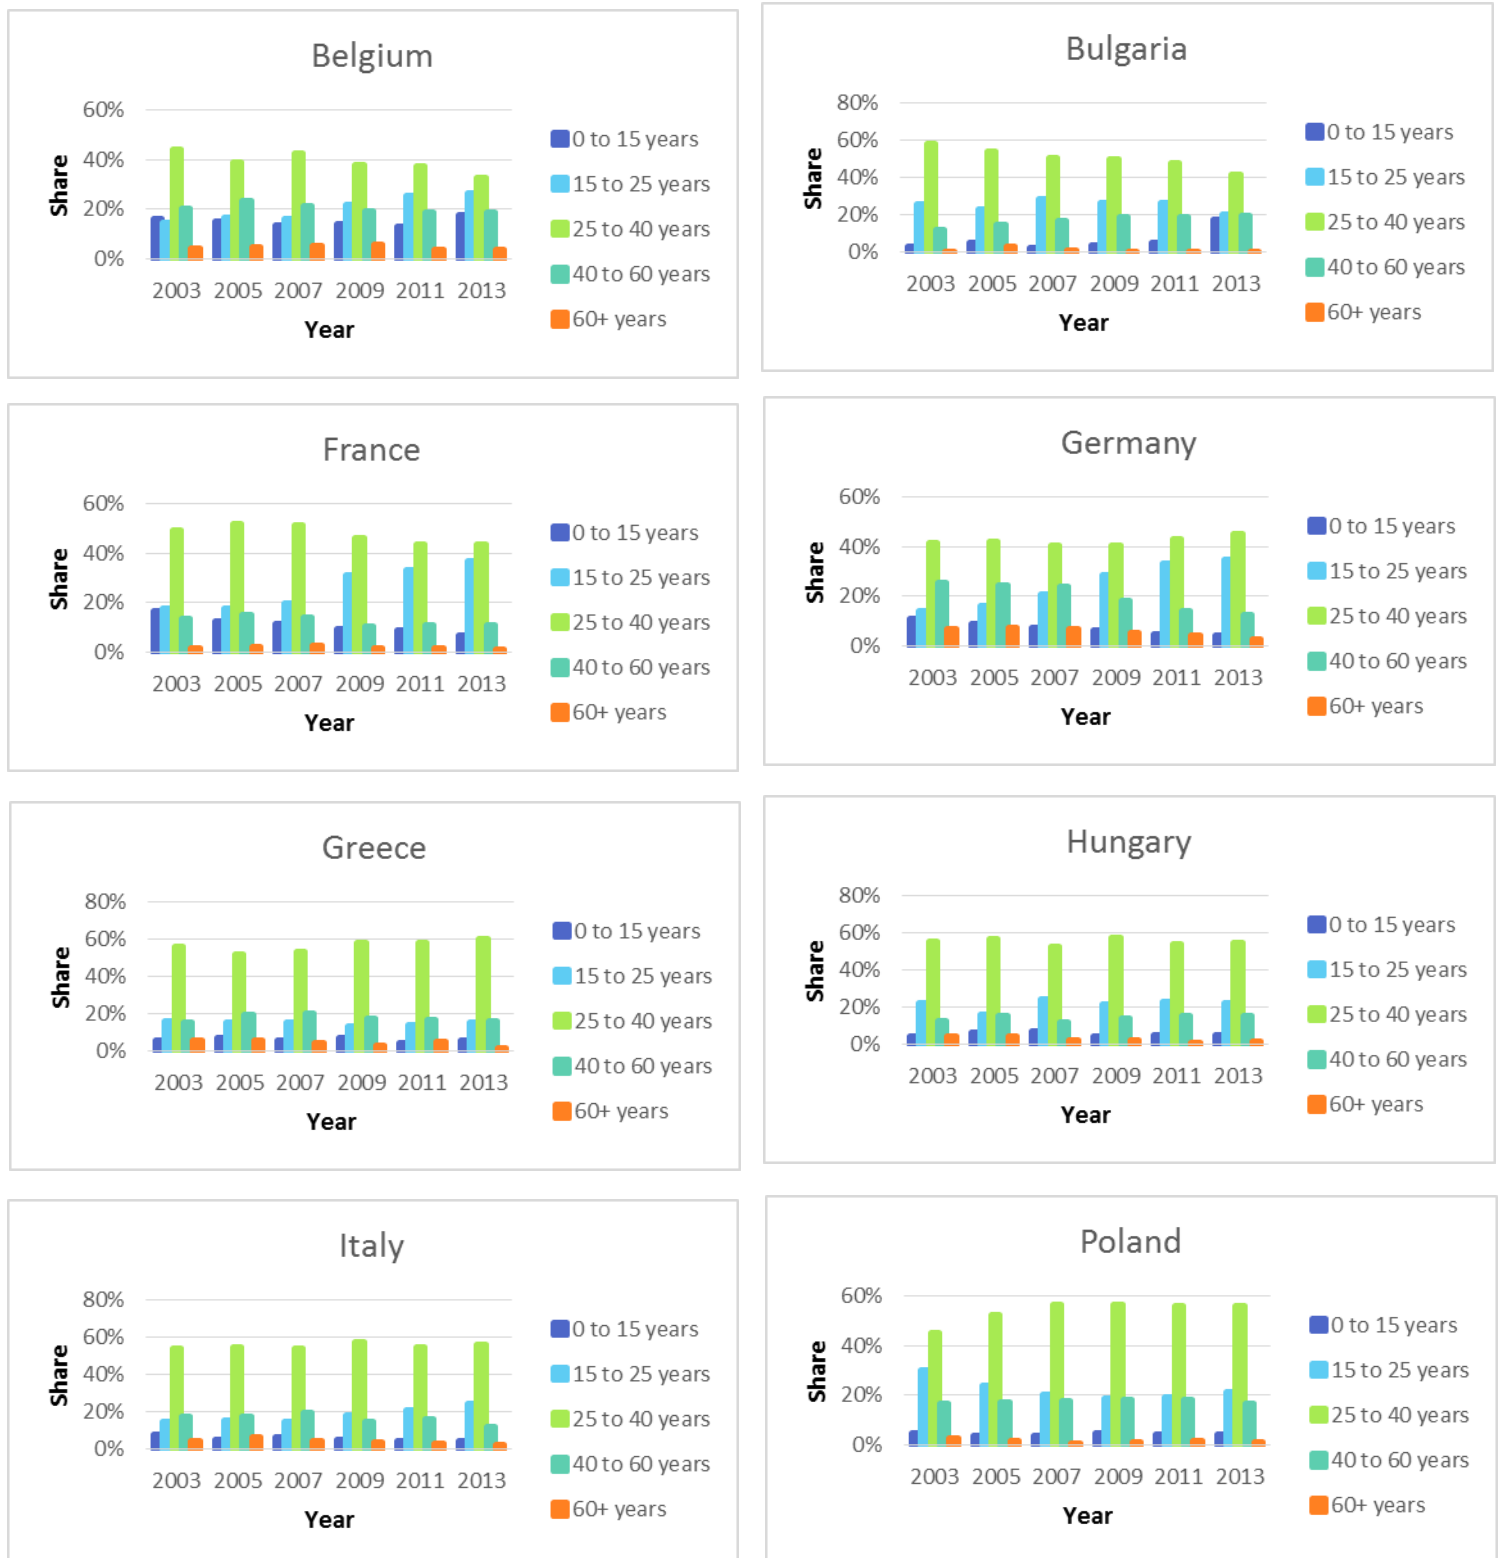 Belgium
60%
40%
20%
0%
Share
2003 2005 2007 2009 2011 2013
Year
0 to 15 years
15 to 25 years
25 to 40 years
40 to 60 years
60+ years
Bulgaria
80%
60%
40%
20%
0%
Share
2003 2005 2007 2009 2011 2013
Year
0 to 15 years
15 to 25 years
25 to 40 years
40 to 60 years
60+ years
France
60%
40%
20%
0%
Share
2003 2005 2007 2009 2011 2013
Year
0 to 15 years
15 to 25 years
25 to 40 years
40 to 60 years
60+ years
Germany
60%
40%
20%
0%
Share
2003 2005 2007 2009 2011 2013
Year
0 to 15 years
15 to 25 years
25 to 40 years
40 to 60 years
60+ years
Greece
80%
60%
40%
20%
0%
Share
2003 2005 2007 2009 2011 2013
Year
0 to 15 years
15 to 25 years
25 to 40 years
40 to 60 years
60+ years
Hungary
80%
60%
40%
20%
0%
Share
2003 2005 2007 2009 2011 2013
Year
0 to 15 years
15 to 25 years
25 to 40 years
40 to 60 years
60+ years
Italy
80%
60%
40%
20%
0%
Share
2003 2005 2007 2009 2011 2013
Year
0 to 15 years
15 to 25 years
25 to 40 years
40 to 60 years
60+ years
Poland
60%
40%
20%
0%
Share
2003 2005 2007 2009 2011 2013
Year
0 to 15 years
15 to 25 years
25 to 40 years
40 to 60 years
60+ years